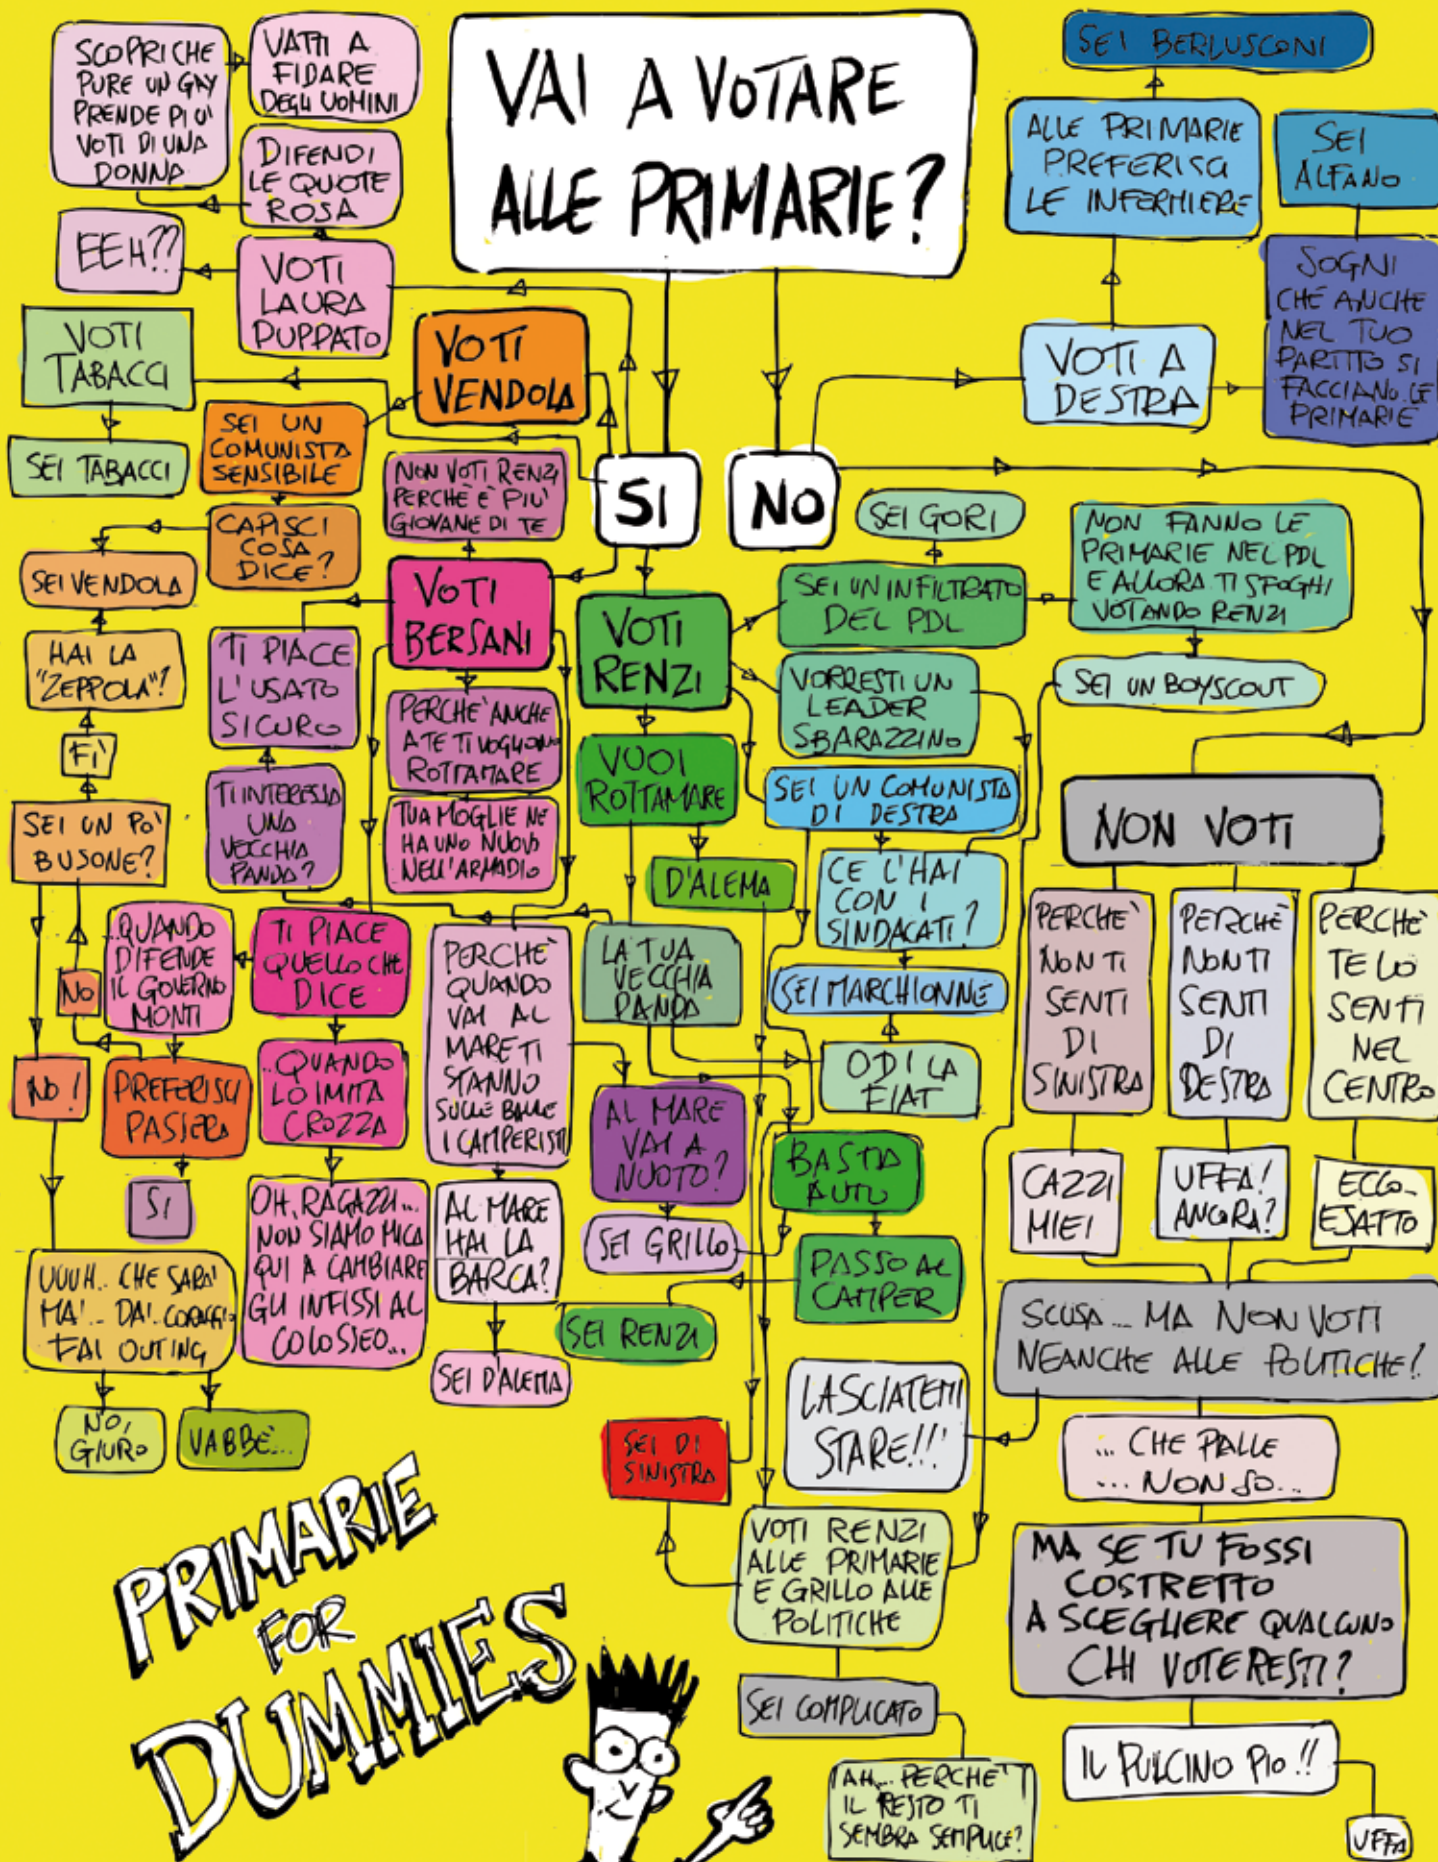 VAI A VOTARE
ALLE PRIMARIE?
SI
NO
SCOPRI CHE
PURE UN GAY
PRENDE PIU'
VOTI DI UNA
DONNA
VATTI A
FIDARE
DEGLI UOMINI
DIFENDI
LE QUOTE
ROSA
EEH??
VOTI
LAURA
PUPPATO
VOTI
TABACCI
SEI TABACCI
VOTI
VENDOLA
SEI UN
COMUNISTA
SENSIBILE
CAPISCI
COSA
DICE?
SEI VENDOLA
HAI LA
"ZEPPOLA"?
FI'
SEI UN PO'
BUSONE?
NO
NO!
NON VOTI RENZI
PERCHÈ È PIU'
GIOVANE DI TE
VOTI
BERSANI
TI PIACE
L'USATO
SICURO
TI INTERESSA
UNA
VECCHIA
PANDA?
PERCHE' ANCHE
A TE TI VOGLIONO
ROTTAMARE
TUA MOGLIE NE
HA UNO NUOVO
NELL'ARMADIO
..QUANDO
DIFENDE
IL GOVERNO
MONTI
TI PIACE
QUELLO CHE
DICE
PREFERISCI
PASSERA
SI
..QUANDO
LO IMITA
CROZZA
OH, RAGAZZI...
NON SIAMO MICA
QUI A CAMBIARE
GLI INFISSI AL
COLOSSEO...
UUUH.. CHE SARA'
MAI.. DAI.. CORAGGIO
FAI OUTING
NO,
GIURO
VABBE'...
PERCHE'
QUANDO
VAI AL
MARE TI
STANNO
SULLE BALLE
I CAMPERISTI
AL MARE
HAI LA
BARCA?
SEI D'ALEMA
AL MARE
VAI A
NUOTO?
SEI GRILLO
VOTI
RENZI
VUOI
ROTTAMARE
D'ALEMA
LA TUA
VECCHIA
PANDA
SEI GORI
SEI UN INFILTRATO
DEL PDL
NON FANNO LE
PRIMARIE NEL PDL
E ALLORA TI SFOGHI
VOTANDO RENZI
SEI UN BOYSCOUT
VORRESTI UN
LEADER
SBARAZZINO
SEI UN COMUNISTA
DI DESTRA
CE L'HAI
CON I
SINDACATI?
SEI MARCHIONNE
ODI LA
FIAT
BASTA
AUTO
PASSO AL
CAMPER
SEI RENZI
SEI DI
SINISTRA
VOTI RENZI
ALLE PRIMARIE
E GRILLO ALLE
POLITICHE
SEI COMPLICATO
AH... PERCHE'
IL RESTO TI
SEMBRA SEMPLICE?
SEI BERLUSCONI
ALLE PRIMARIE
PREFERISCI
LE INFERMIERE
SEI
ALFANO
VOTI A
DESTRA
SOGNI
CHE ANCHE
NEL TUO
PARTITO SI
FACCIANO LE
PRIMARIE
NON VOTI
PERCHE'
NON TI
SENTI
DI
SINISTRA
PERCHÈ
NON TI
SENTI
DI
DESTRA
PERCHE'
TE LO
SENTI
NEL
CENTRO
CAZZI
MIEI
UFFA!
ANCORA?
ECCO..
ESATTO
SCUSA... MA NON VOTI
NEANCHE ALLE POLITICHE?
LASCIATEMI
STARE!!!
... CHE PALLE
... NON SO...
MA SE TU FOSSI
COSTRETTO
A SCEGLIERE QUALCUNO
CHI VOTERESTI?
IL PULCINO PIO!!
UFFA
PRIMARIE
FOR
DUMMIES